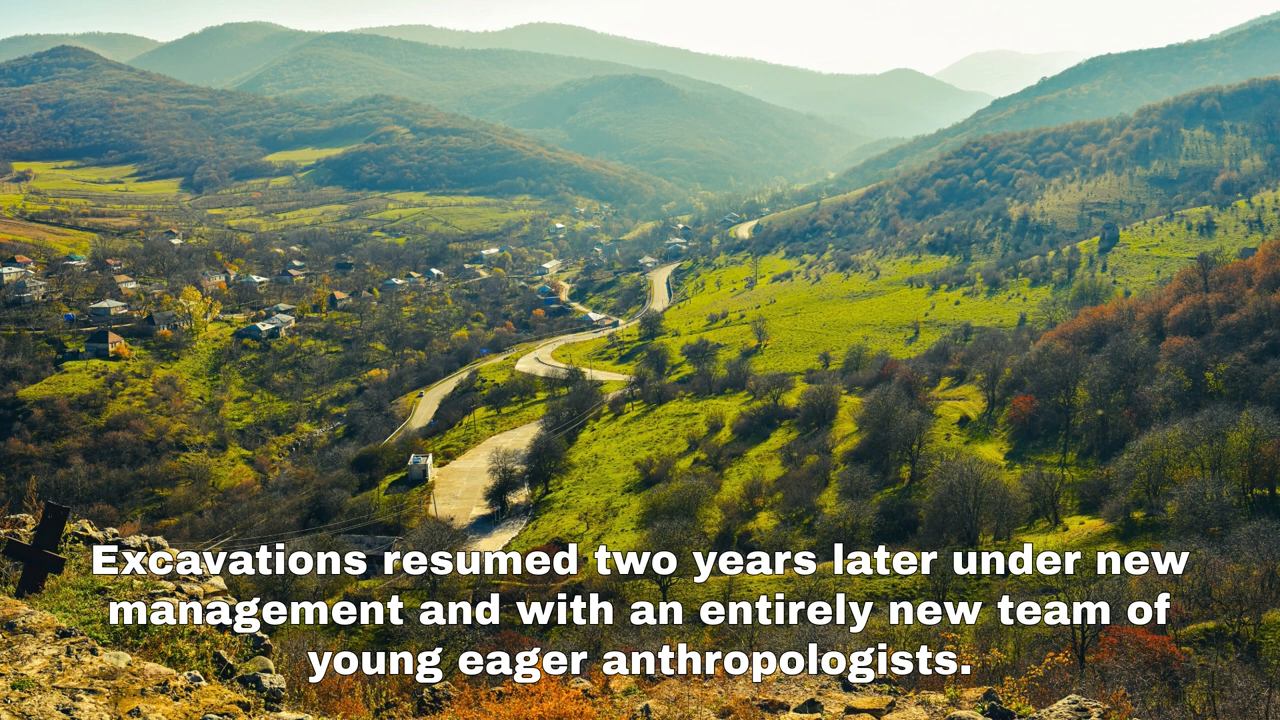 Excavations resumed two years later under new
management and with an entirely new team of
young eager anthropologists.